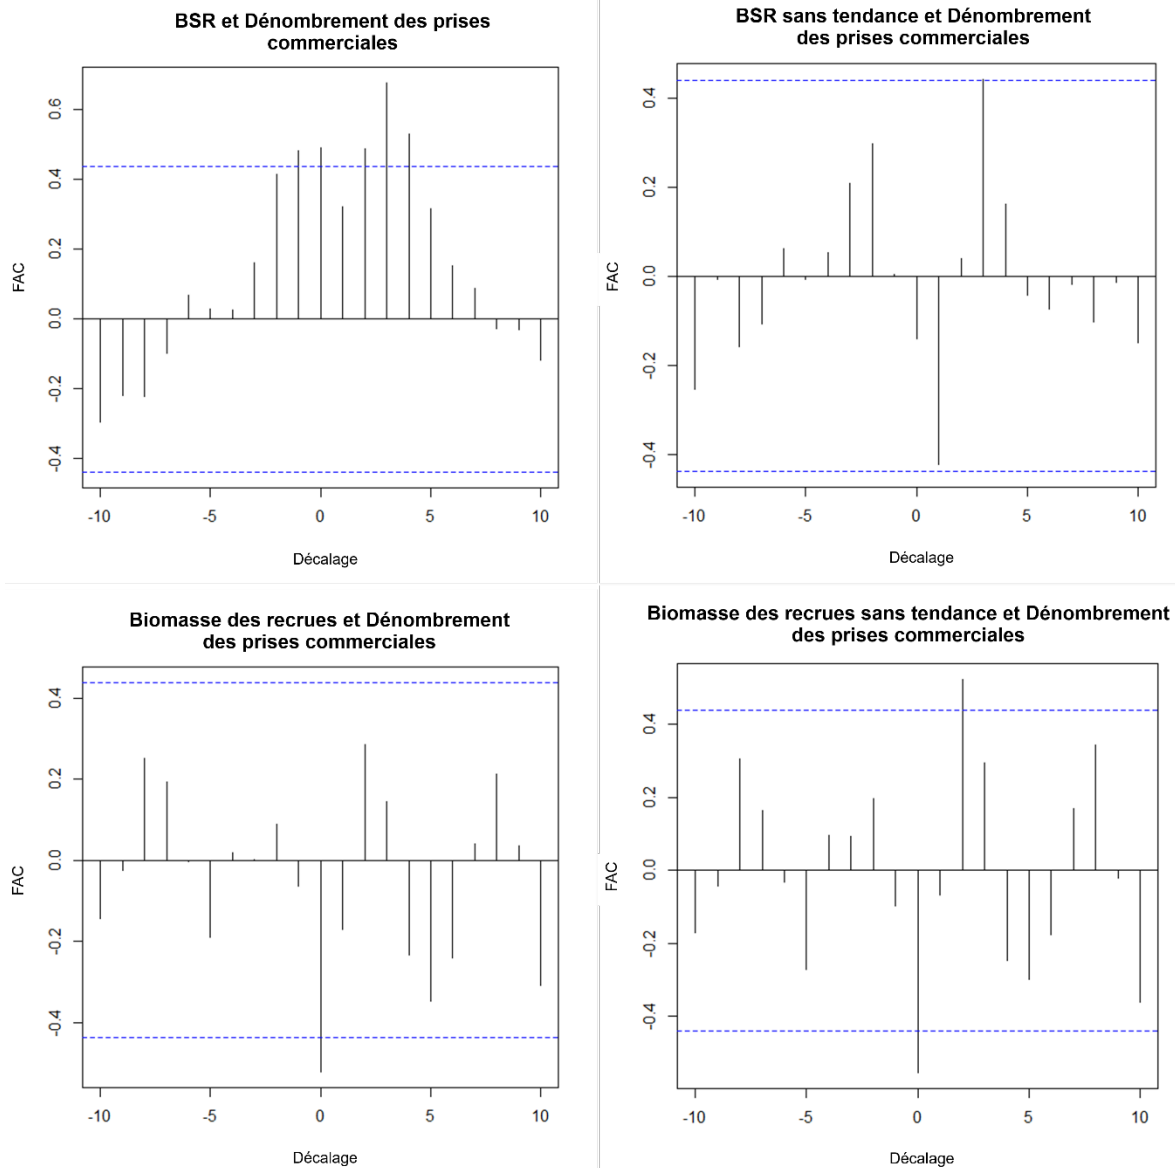 BSR et Dénombrement des prises
commerciales
FAC
0.6
0.4
0.2
0.0
-0.2
-0.4
-10 -5 0 5 10
Décalage
BSR sans tendance et Dénombrement
des prises commerciales
FAC
0.4
0.2
0.0
-0.2
-0.4
-10 -5 0 5 10
Décalage
Biomasse des recrues et Dénombrement
des prises commerciales
FAC
0.4
0.2
0.0
-0.2
-0.4
-10 -5 0 5 10
Décalage
Biomasse des recrues sans tendance et Dénombrement
des prises commerciales
FAC
0.4
0.2
0.0
-0.2
-0.4
-10 -5 0 5 10
Décalage